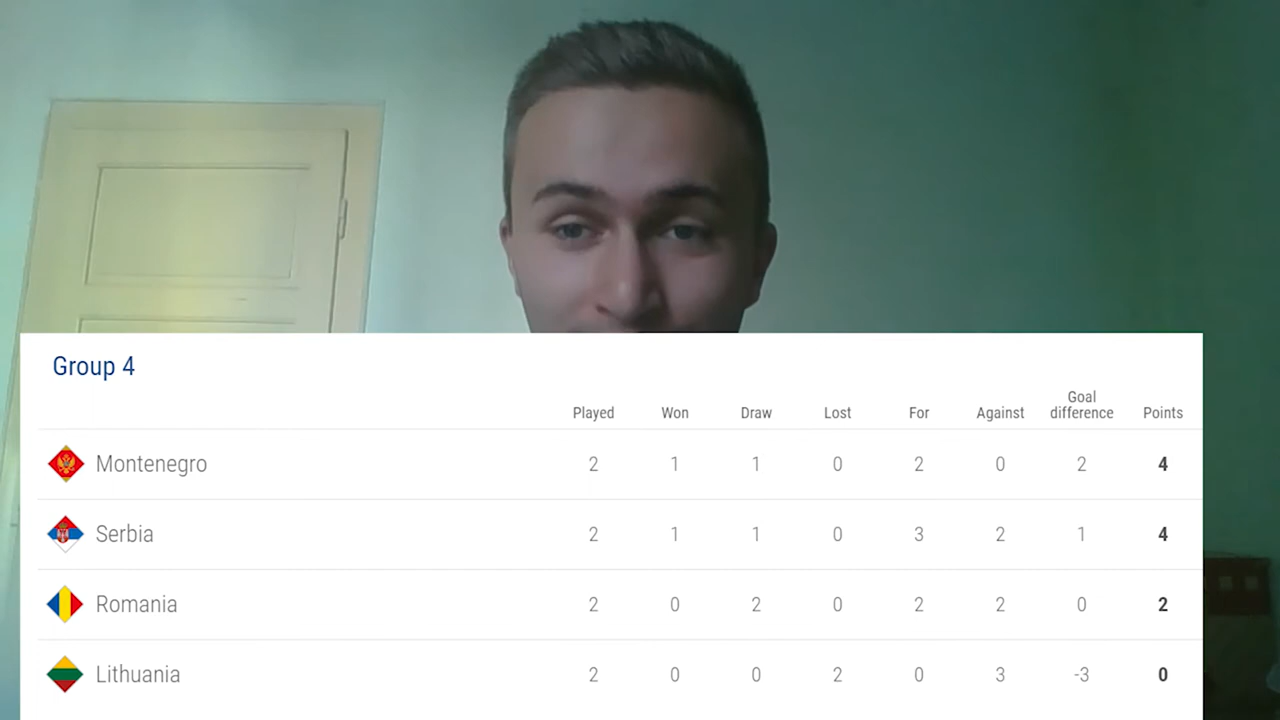 Group 4
Played Won Draw Lost For Against Goal difference Points
Montenegro 2 1 1 0 2 0 2 4
Serbia 2 1 1 0 3 2 1 4
Romania 2 0 2 0 2 2 0 2
Lithuania 2 0 0 2 0 3 -3 0